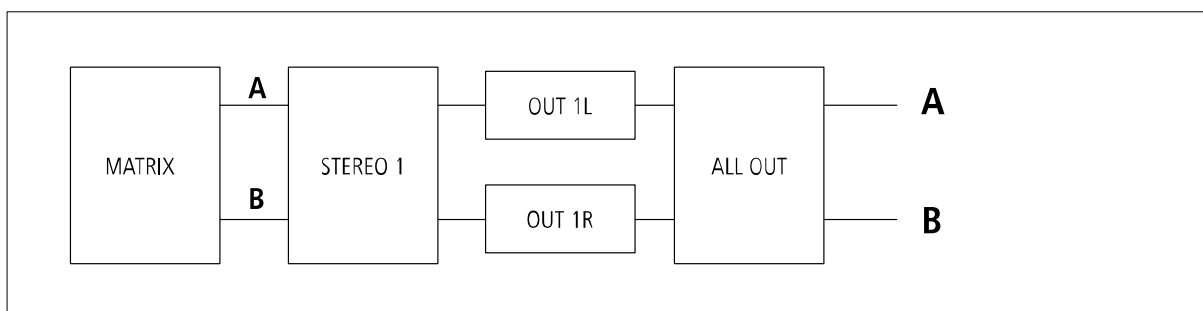 A
A
OUT 1L
MATRIX
STEREO 1
ALL OUT
B
OUT 1R
B